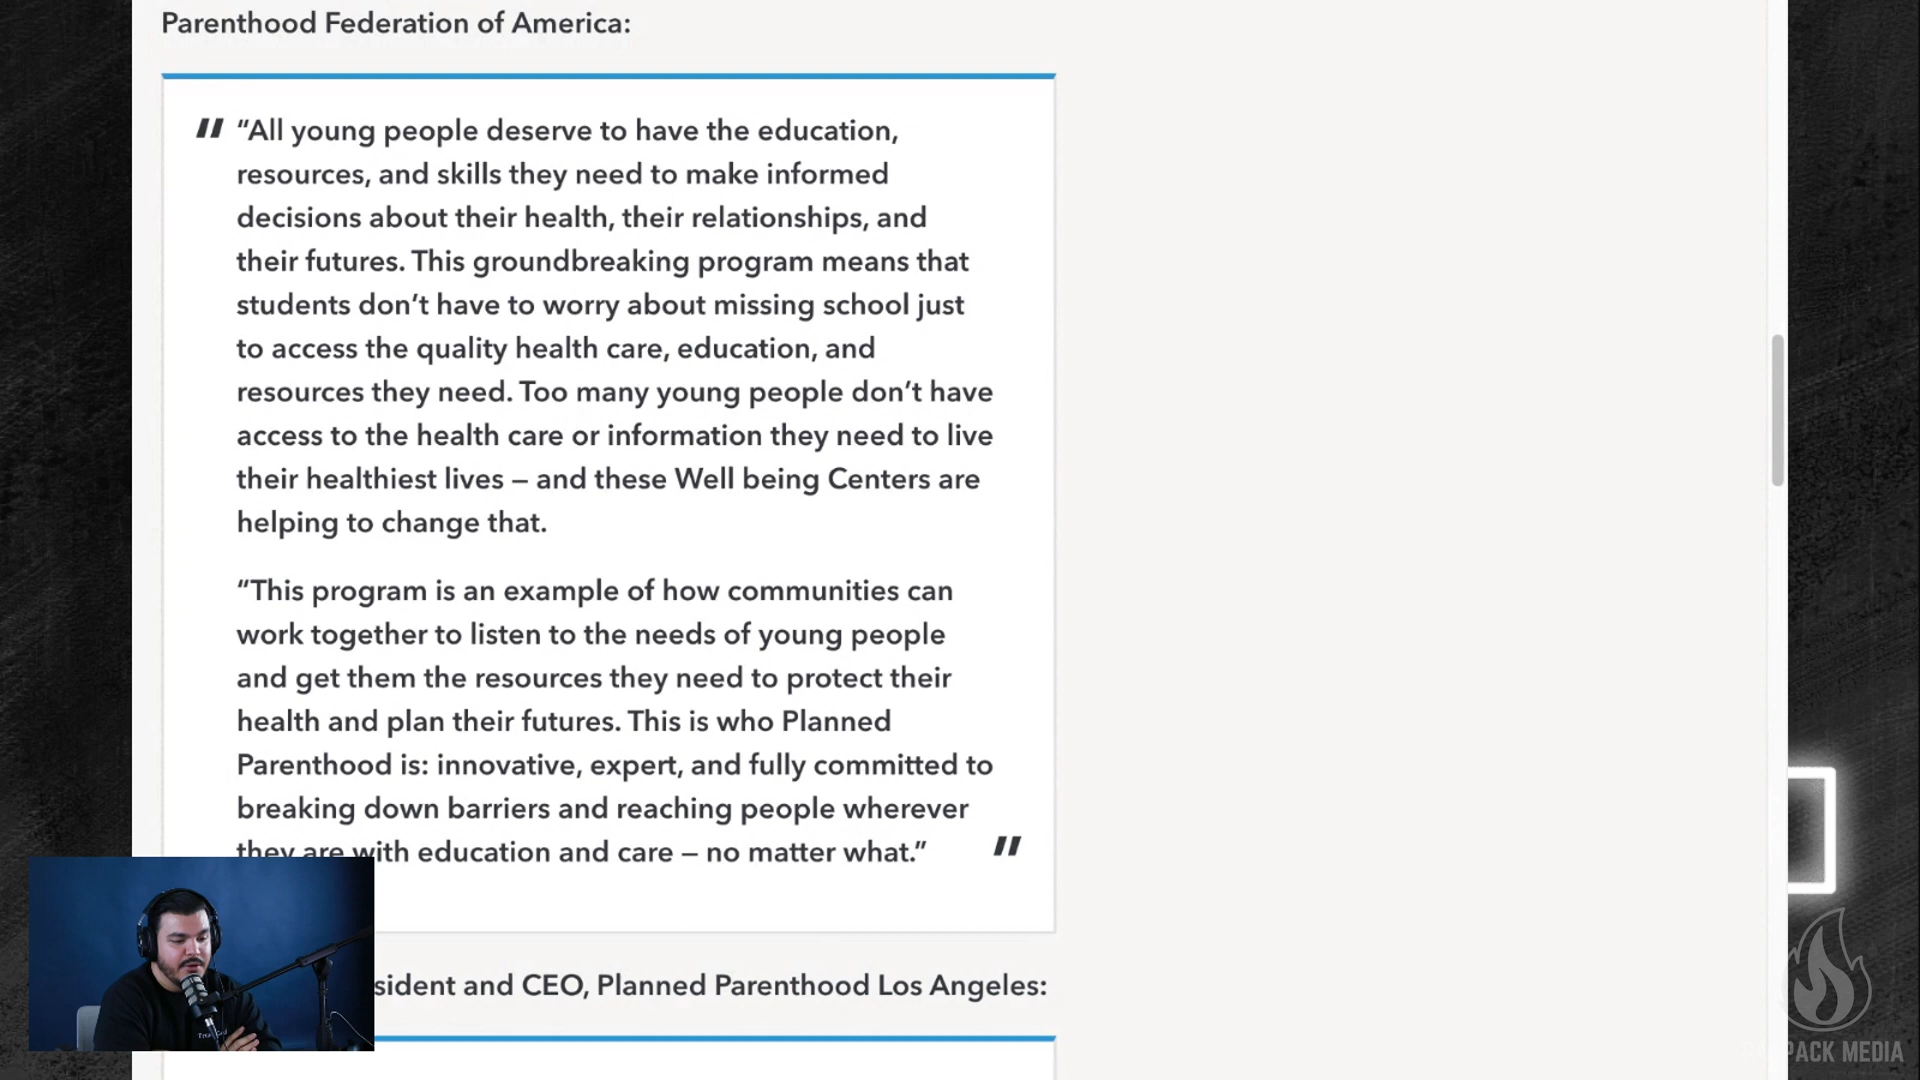 Parenthood Federation of America:
“All young people deserve to have the education,
resources, and skills they need to make informed
decisions about their health, their relationships, and
their futures. This groundbreaking program means that
students don’t have to worry about missing school just
to access the quality health care, education, and
resources they need. Too many young people don’t have
access to the health care or information they need to live
their healthiest lives – and these Well being Centers are
helping to change that.
“This program is an example of how communities can
work together to listen to the needs of young people
and get them the resources they need to protect their
health and plan their futures. This is who Planned
Parenthood is: innovative, expert, and fully committed to
breaking down barriers and reaching people wherever
they are with education and care – no matter what.”
sident and CEO, Planned Parenthood Los Angeles:
PACK MEDIA